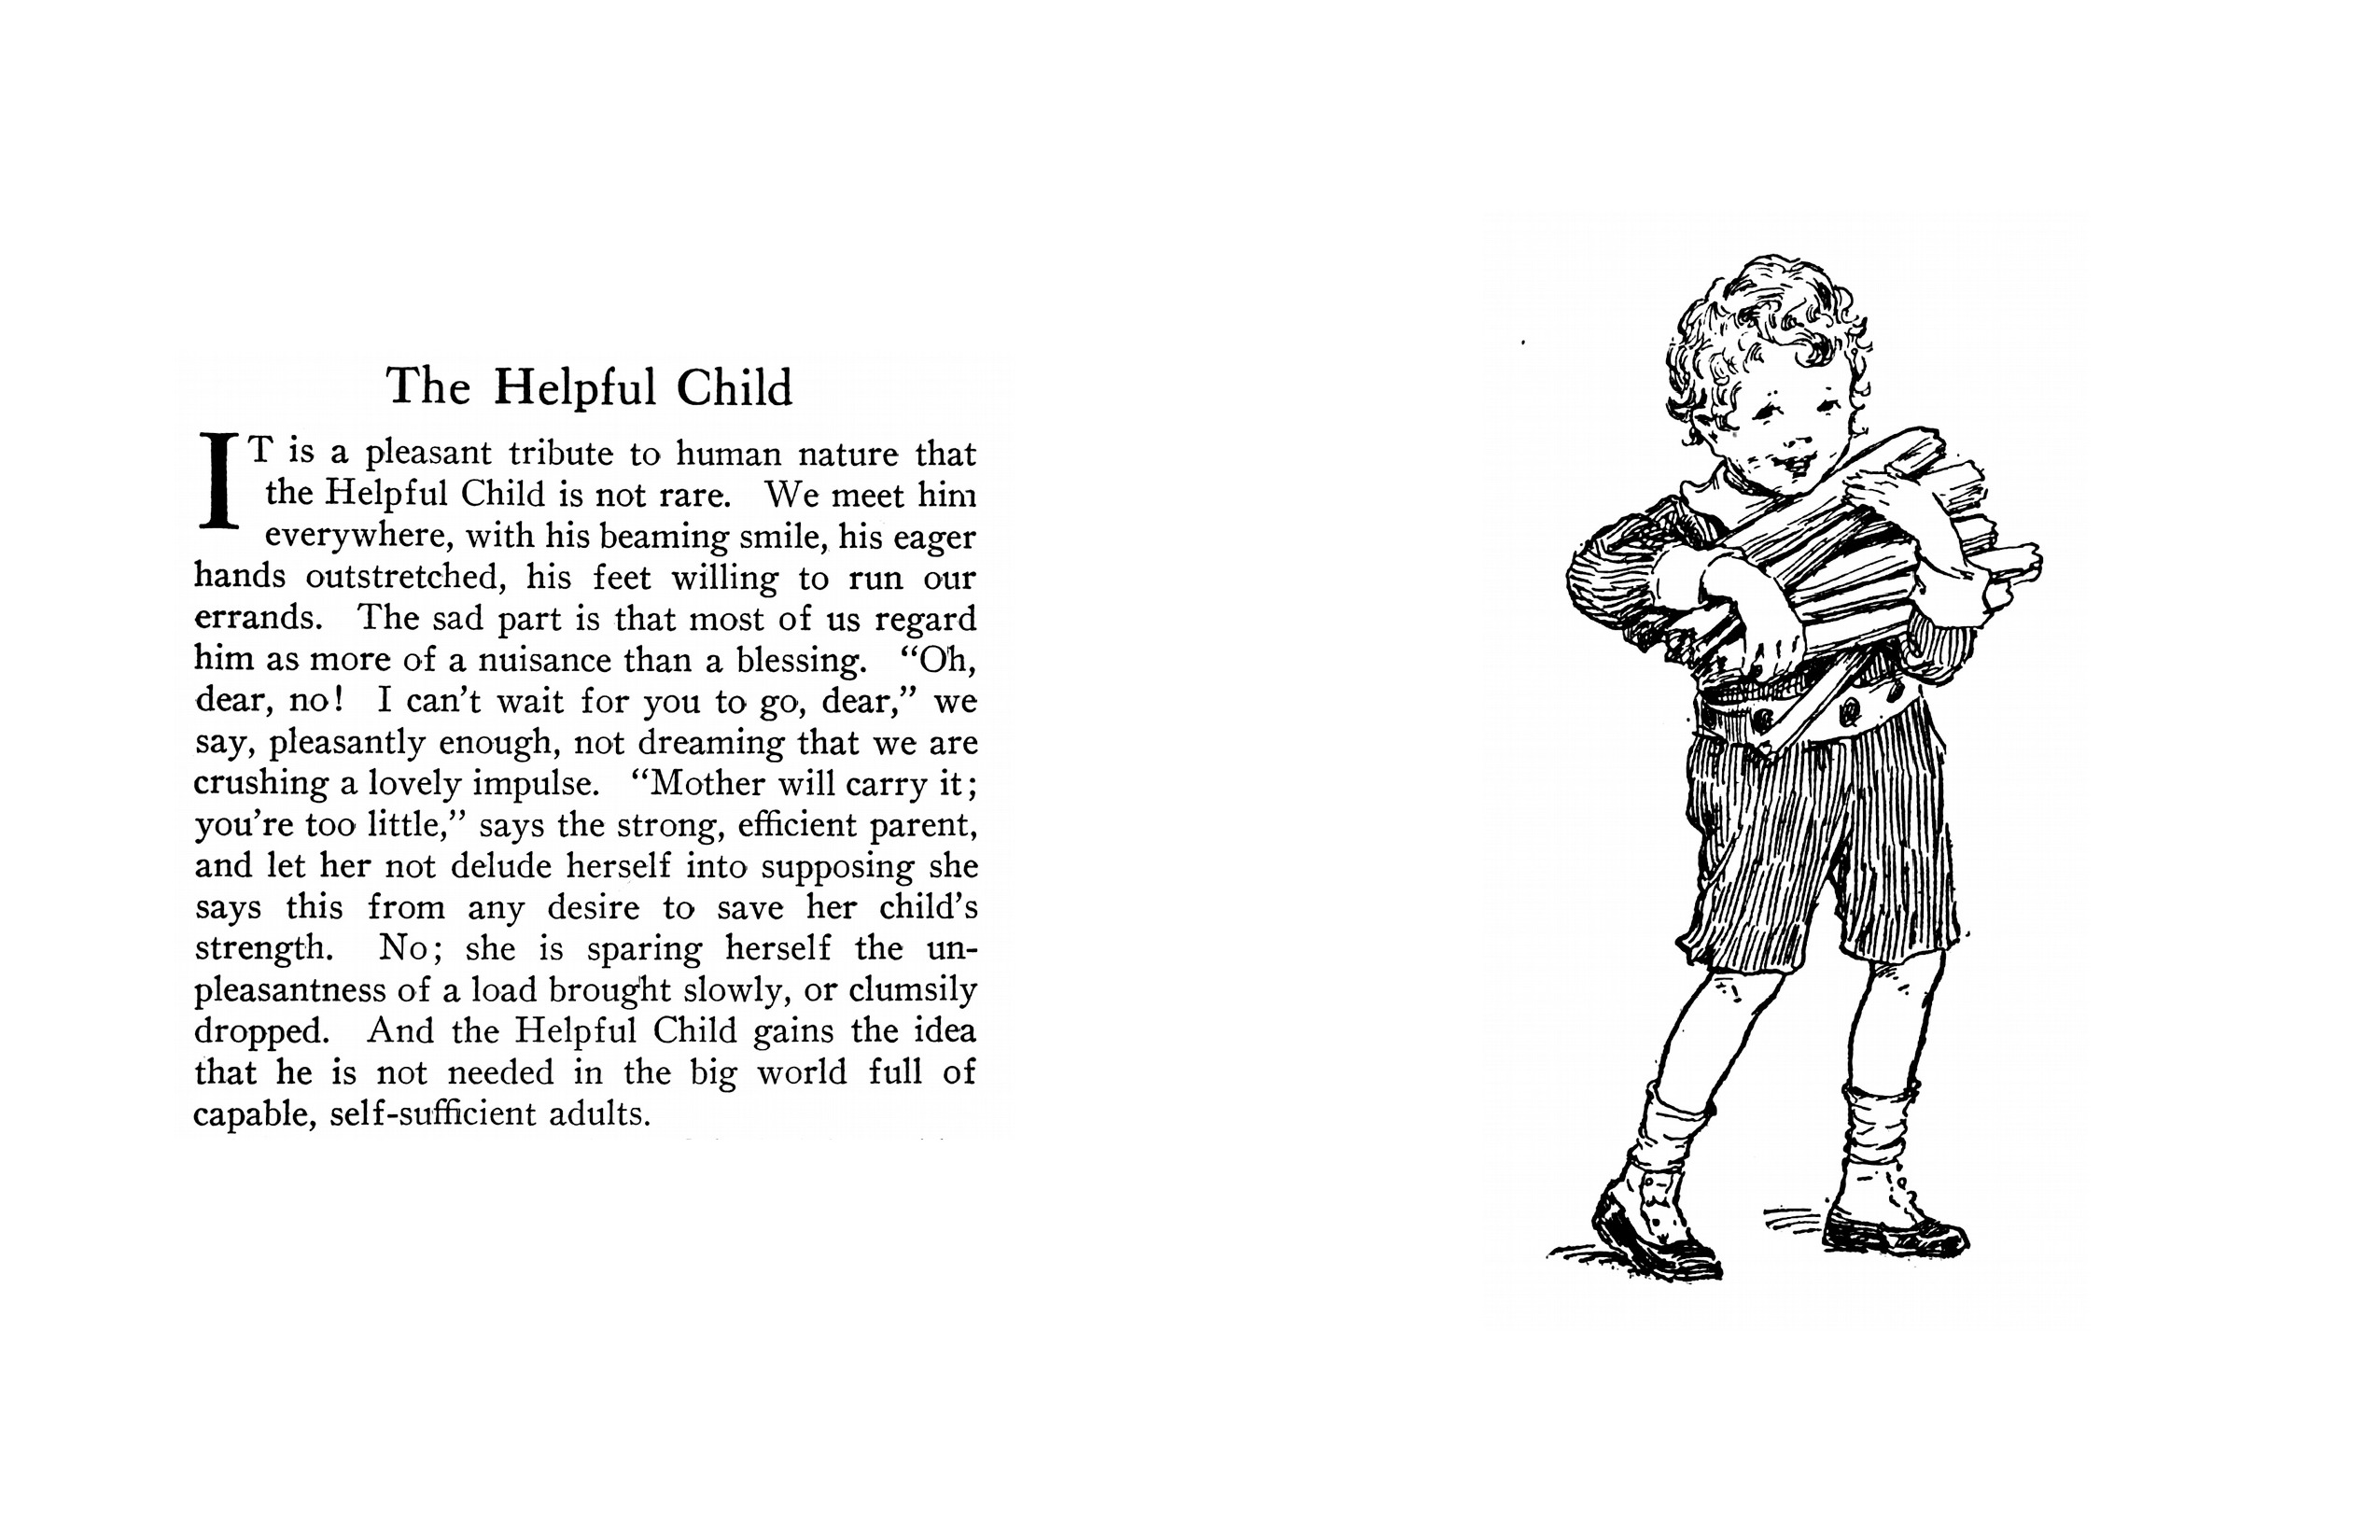 The Helpful Child
IT is a pleasant tribute to human nature that
the Helpful Child is not rare. We meet him
everywhere, with his beaming smile, his eager
hands outstretched, his feet willing to run our
errands. The sad part is that most of us regard
him as more of a nuisance than a blessing. “Oh,
dear, no! I can’t wait for you to go, dear,” we
say, pleasantly enough, not dreaming that we are
crushing a lovely impulse. “Mother will carry it;
you’re too little,” says the strong, efficient parent,
and let her not delude herself into supposing she
says this from any desire to save her child’s
strength. No; she is sparing herself the un-
pleasantness of a load brought slowly, or clumsily
dropped. And the Helpful Child gains the idea
that he is not needed in the big world full of
capable, self-sufficient adults.